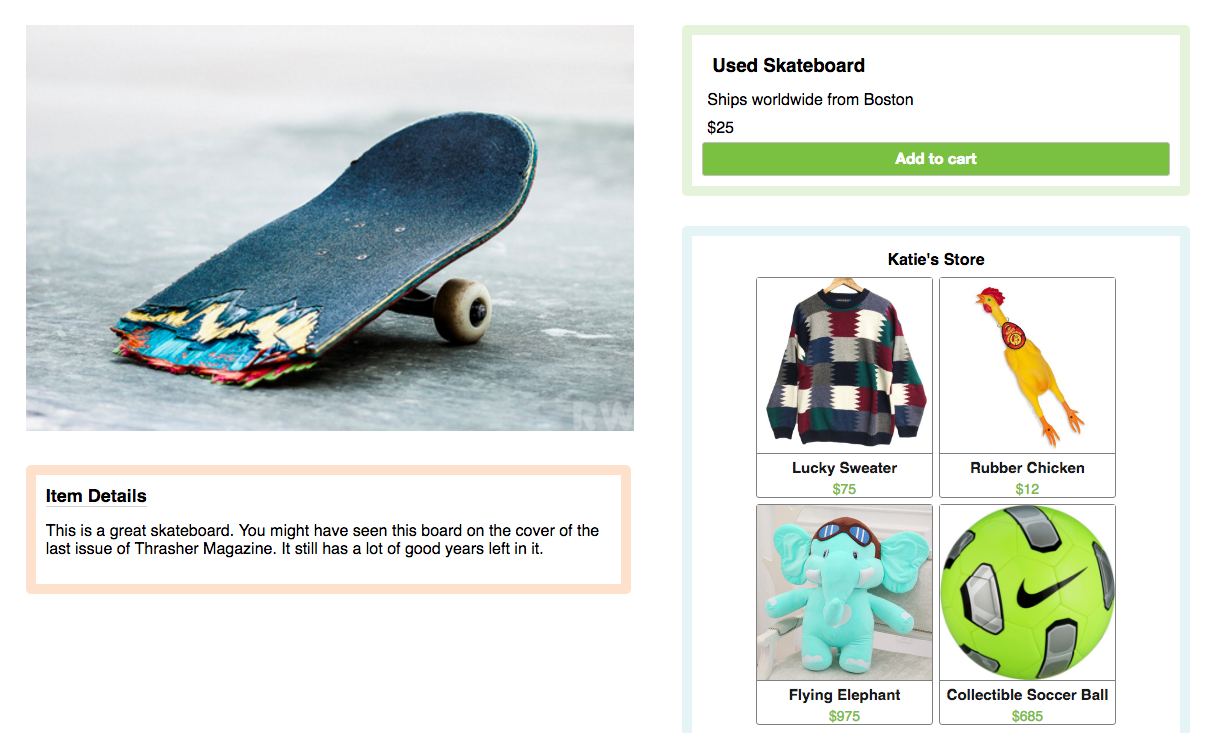 RW
Item Details
This is a great skateboard. You might have seen this board on the cover of the
last issue of Thrasher Magazine. It still has a lot of good years left in it.
Used Skateboard
Ships worldwide from Boston
$25
Add to cart
Katie's Store
Lucky Sweater
$75
Rubber Chicken
$12
Flying Elephant
$975
Collectible Soccer Ball
$685